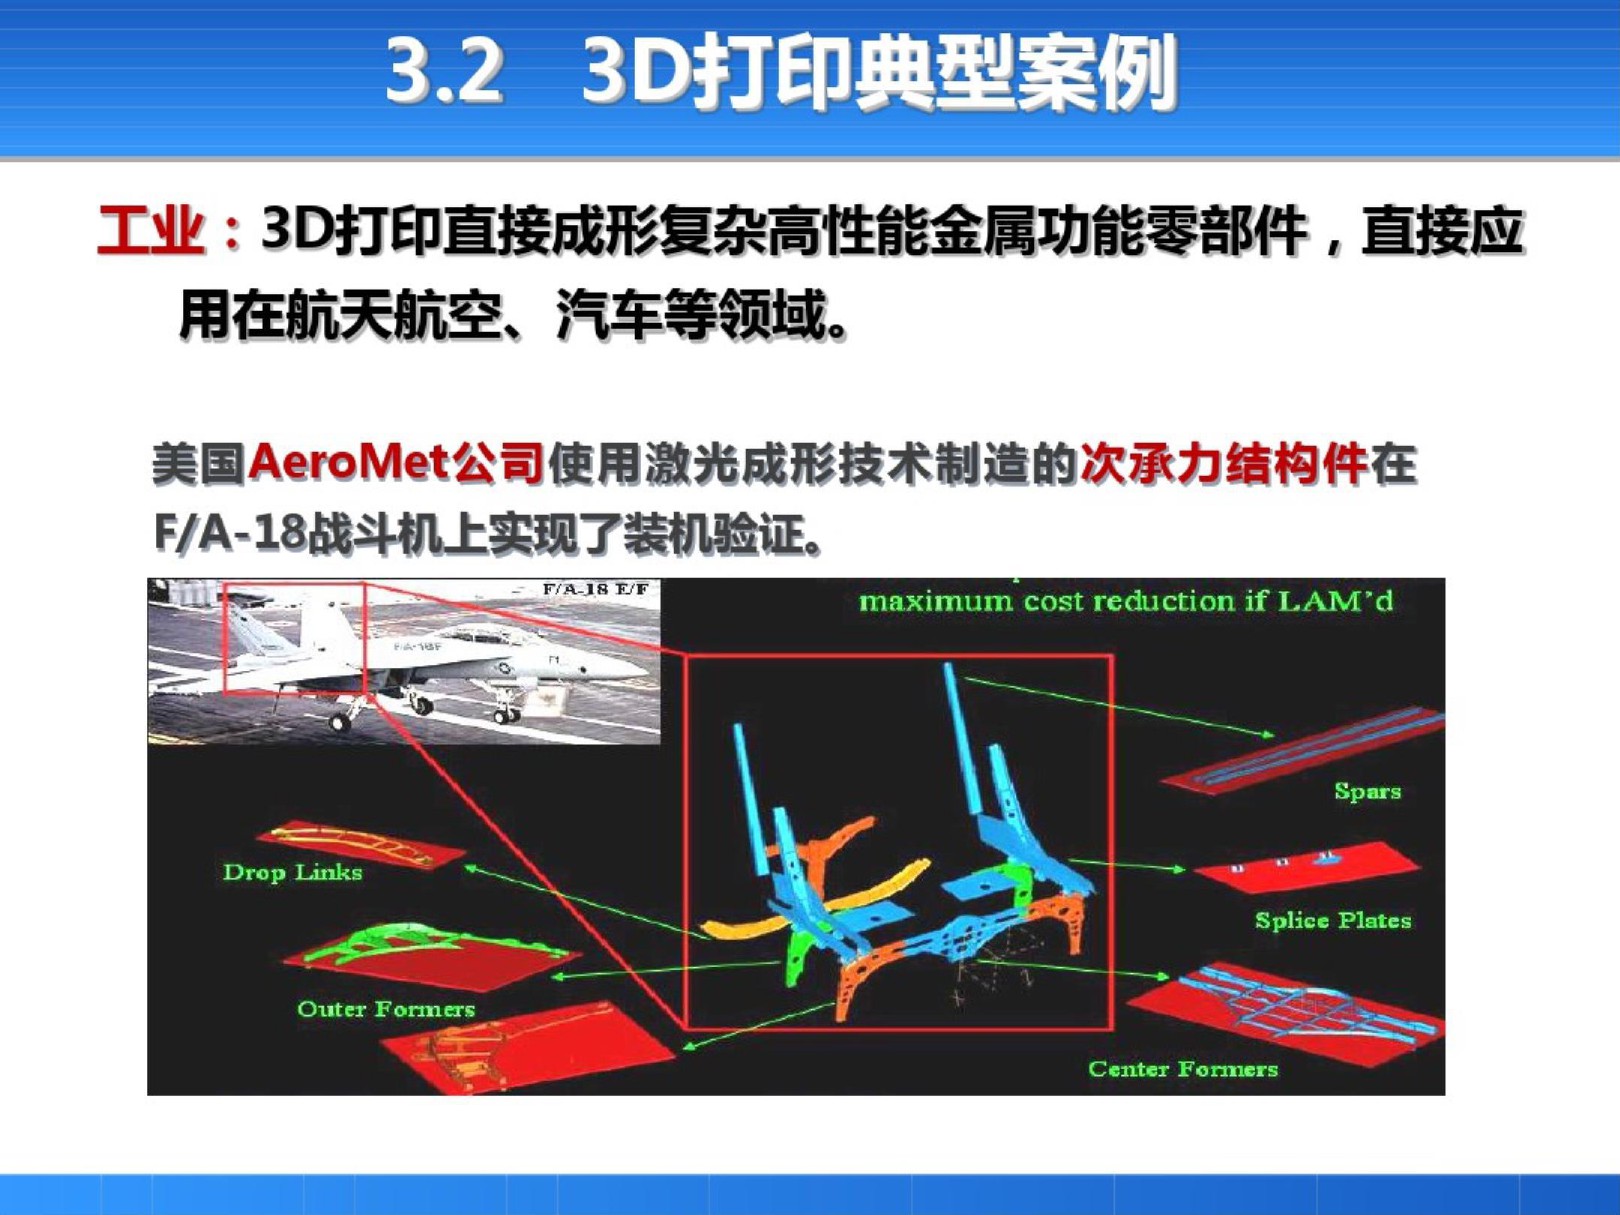 3.2 3D打印典型案例
工业：3D打印直接成形复杂高性能金属功能零部件，直接应
用在航天航空、汽车等领域。
美国AeroMet公司使用激光成形技术制造的次承力结构件在
F/A-18战斗机上实现了装机验证。
F/A-18 E/F
maximum cost reduction if LAM'd
F/A-18F
Spars
Drop Links
Splice Plates
Outer Formers
Center Formers